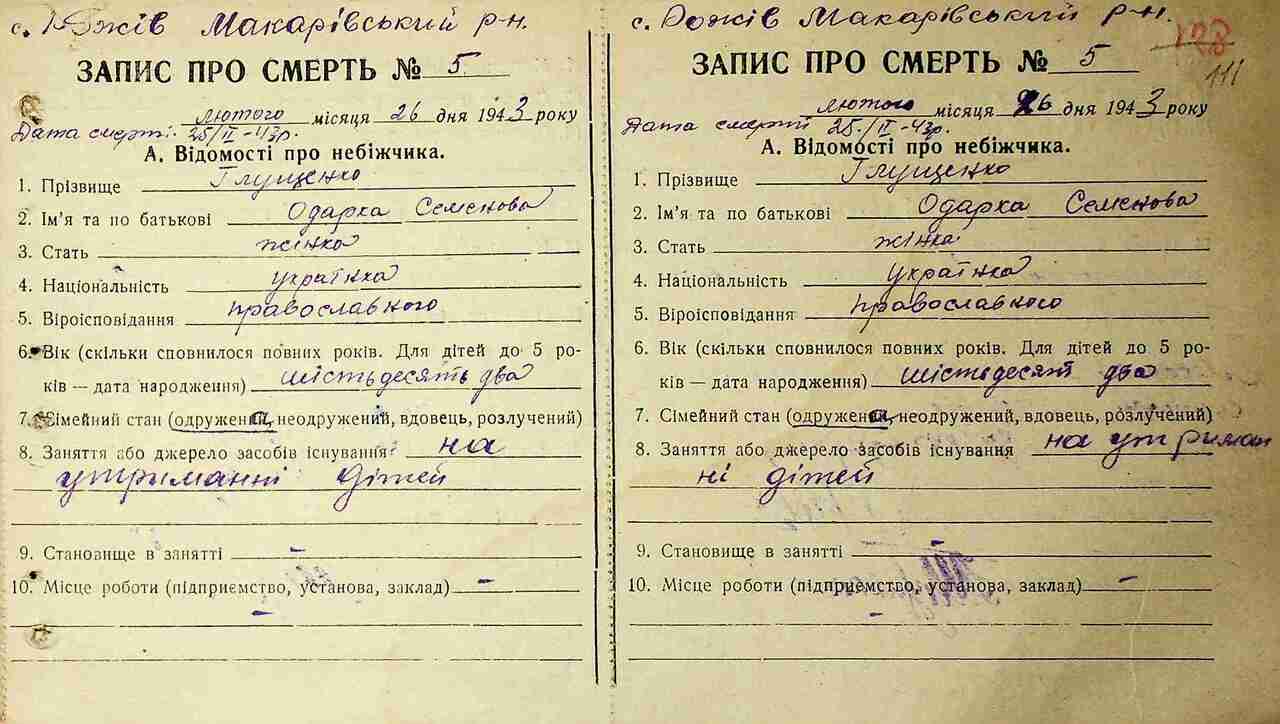 с. Рожів Макарівський р-н.
ЗАПИС ПРО СМЕРТЬ № 5
лютого місяця 26 дня 1943 року
Дата смерті: 25/II-43р.
А. Відомості про небіжчика.
1. Прізвище Глущенко
2. Ім'я та по батькові Одарка Семенова
3. Стать жінка
4. Національність українка
5. Віроісповідання православного
6. Вік (скільки сповнилося повних років. Для дітей до 5 ро-
ків — дата народження) шістьдесять два
7. Сімейний стан (одружена, неодружений, вдовець, розлучений)
8. Заняття або джерело засобів існування на
утриманні дітей
9. Становище в занятті -
10. Місце роботи (підприємство, установа, заклад) -
-
с. Рожів Макарівський р-н.
128
111
ЗАПИС ПРО СМЕРТЬ № 5
лютого місяця 26 дня 1943 року
Дата смерті 25./II-43р.
А. Відомості про небіжчика.
1. Прізвище Глущенко
2. Ім'я та по батькові Одарка Семенова
3. Стать жінка
4. Національність українка
5. Віроісповідання православного
6. Вік (скільки сповнилося повних років. Для дітей до 5 ро-
ків — дата народження) шістьдесят два
7. Сімейний стан (одружена, неодружений, вдовець, розлучений)
8. Заняття або джерело засобів існування на утриман
ні дітей
9. Становище в занятті -
10. Місце роботи (підприємство, установа, заклад) -
-